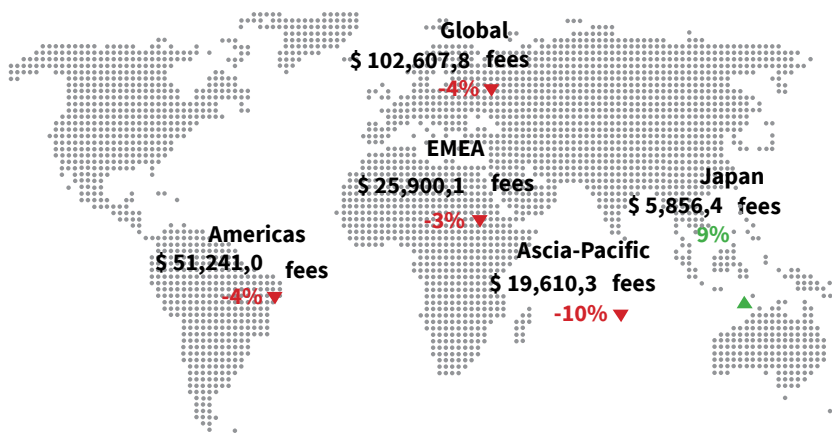 Global
$ 102,607,8 fees
-4%
EMEA
$ 25,900,1 fees
-3%
Japan
$ 5,856,4 fees
9%
Americas
$ 51,241,0 fees
-4%
Ascia-Pacific
$ 19,610,3 fees
-10%